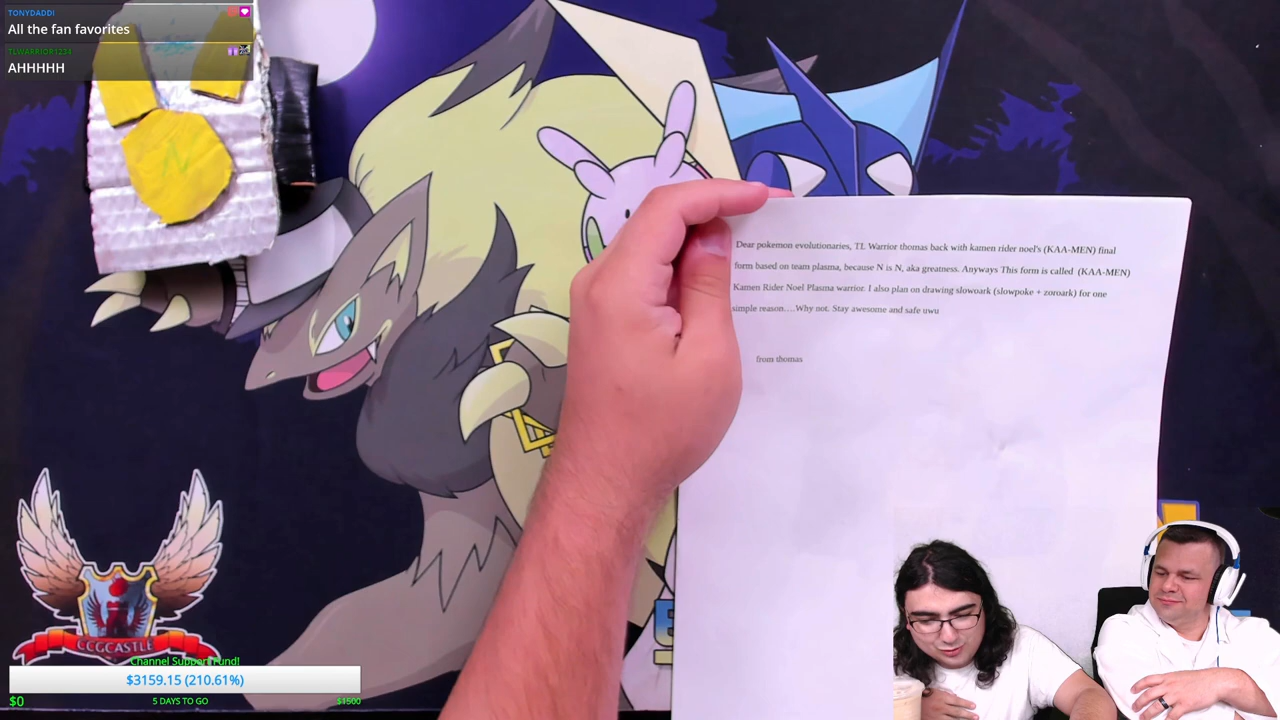 TONYDADDI
All the fan favorites
TLWARRIOR1234
AHHHHH
Dear pokemon evolutionaries, TL Warrior thomas back with kamen rider noel's (KAA-MEN) final
form based on team plasma, because N is N, aka greatness. Anyways This form is called (KAA-MEN)
Kamen Rider Noel Plasma warrior. I also plan on drawing slowoark (slowpoke + zoroark) for one
simple reason….Why not. Stay awesome and safe uwu
from thomas
N
CCGCASTLE
Channel Support Fund!
$3159.15 (210.61%)
$0
5 DAYS TO GO
$1500